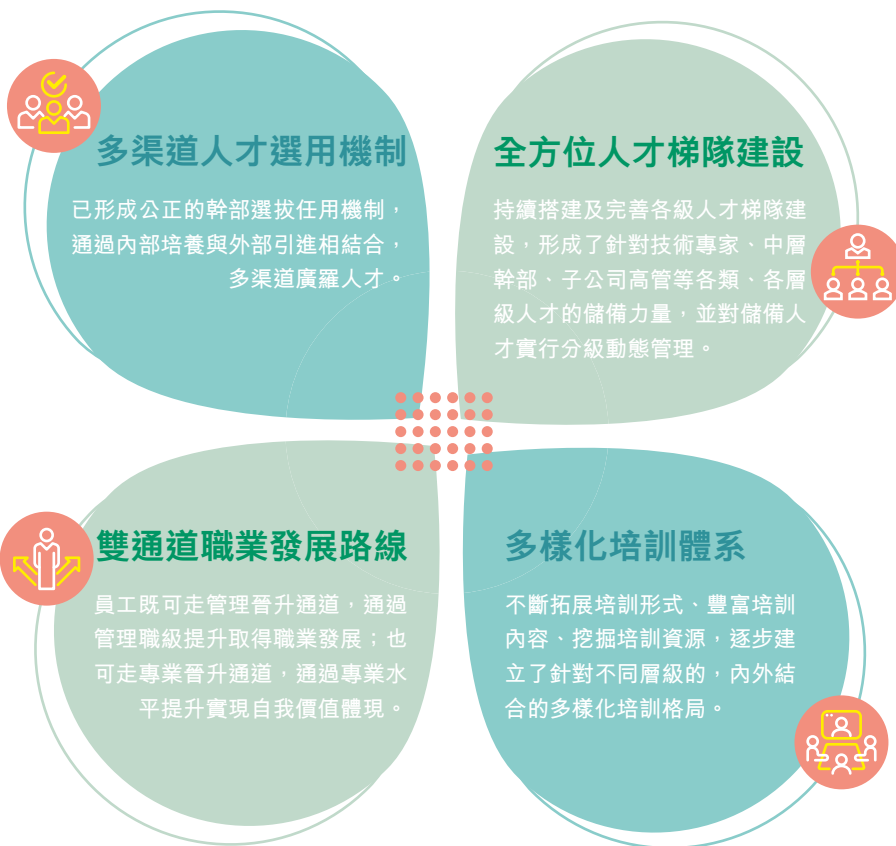 多渠道人才選用機制
已形成公正的幹部選拔任用機制，
通過內部培養與外部引進相結合，
多渠道廣羅人才。
全方位人才梯隊建設
持續搭建及完善各級人才梯隊建
設，形成了針對技術專家、中層
幹部、子公司高管等各類、各層
級人才的儲備力量，並對儲備人
才實行分級動態管理。
雙通道職業發展路線
員工既可走管理晉升通道，通過
管理職級提升取得職業發展；也
可走專業晉升通道，通過專業水
平提升實現自我價值體現。
多樣化培訓體系
不斷拓展培訓形式、豐富培訓
內容、挖掘培訓資源，逐步建
立了針對不同層級的，內外結
合的多樣化培訓格局。